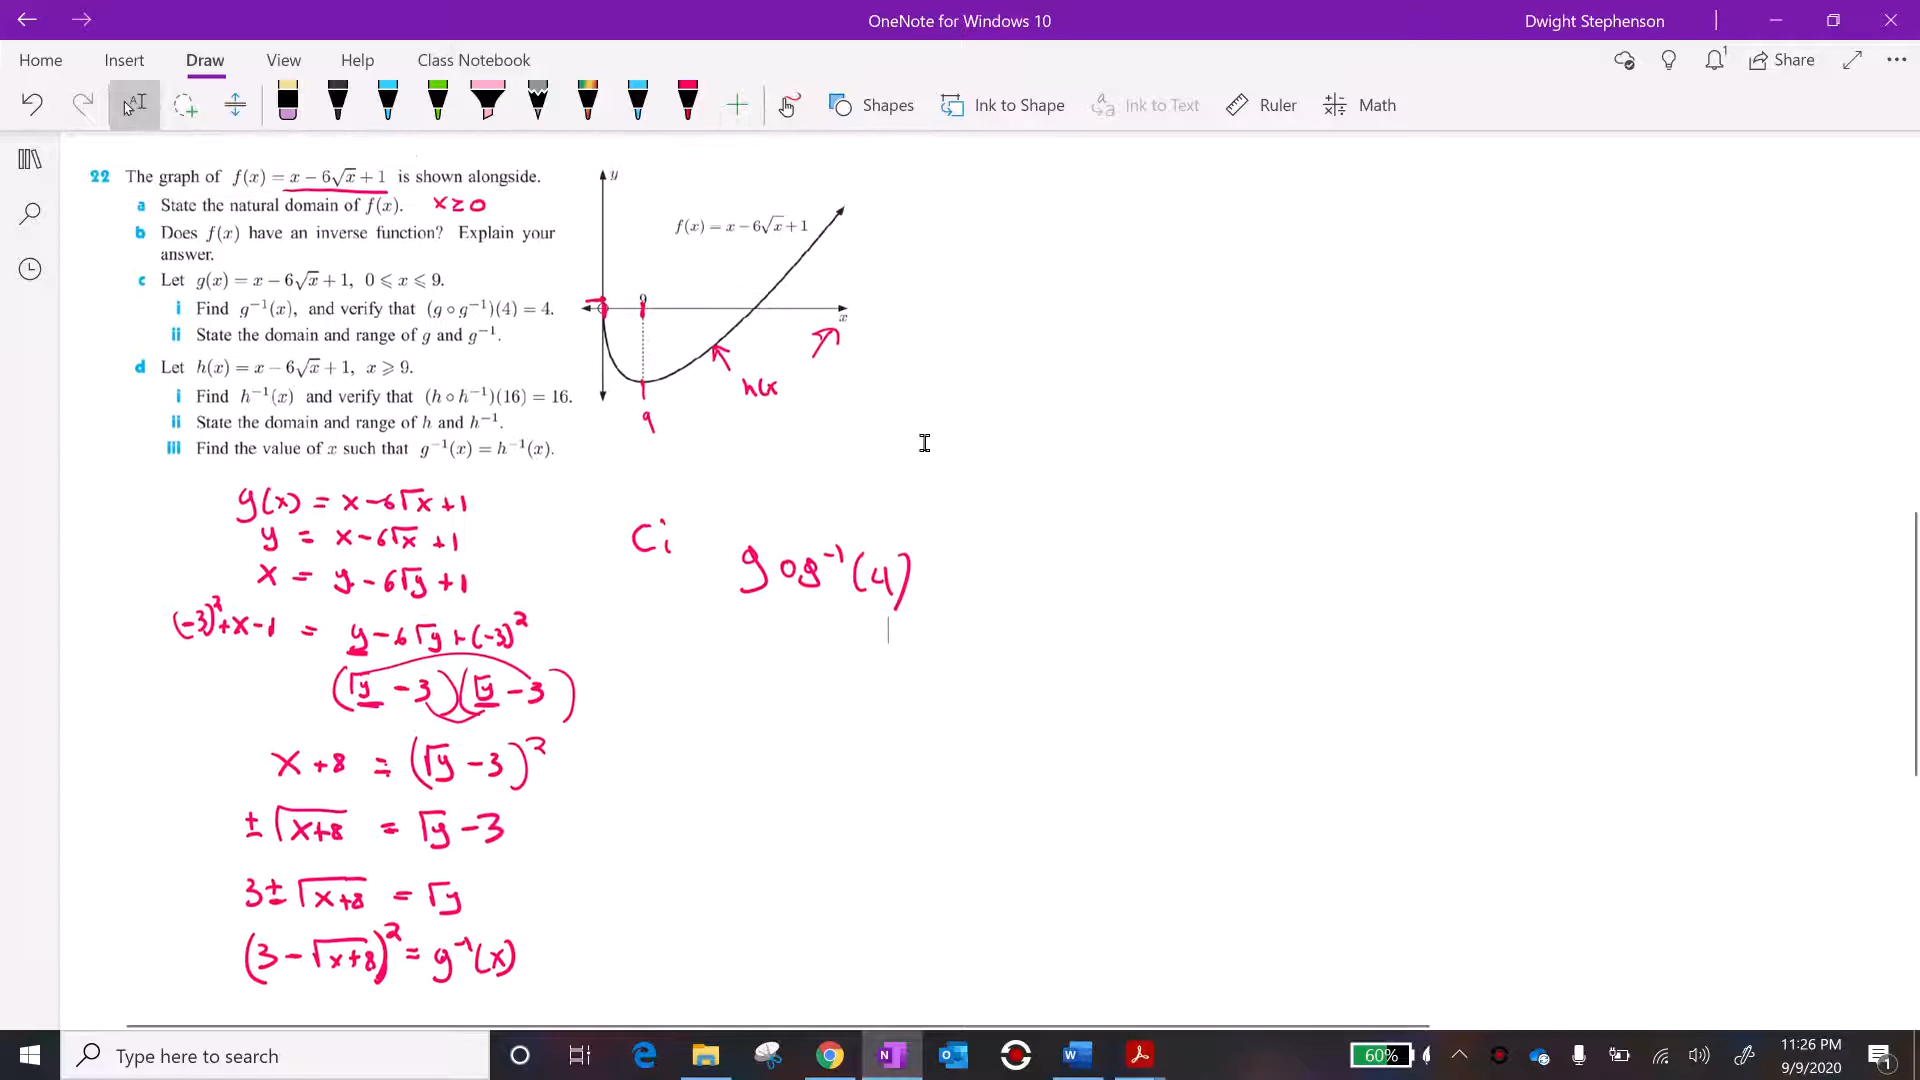 OneNote for Windows 10
Dwight Stephenson
Home Insert Draw View Help Class Notebook
1 Share
Shapes Ink to Shape Ink to Text Ruler Math
22 The graph of f(x) = x − 6√x + 1 is shown alongside.
a State the natural domain of f(x). x ≥ 0
b Does f(x) have an inverse function? Explain your
answer.
c Let g(x) = x − 6√x + 1, 0 ⩽ x ⩽ 9.
i Find g⁻¹(x), and verify that (g ∘ g⁻¹)(4) = 4.
ii State the domain and range of g and g⁻¹.
d Let h(x) = x − 6√x + 1, x ⩾ 9.
i Find h⁻¹(x) and verify that (h ∘ h⁻¹)(16) = 16.
ii State the domain and range of h and h⁻¹.
iii Find the value of x such that g⁻¹(x) = h⁻¹(x).
y
f(x) = x − 6√x + 1
9
x
h(x
9
g(x) = x − 6√x + 1
y = x − 6√x + 1
x = y − 6√y + 1
(−3)² + x − 1 = y − 6√y + (−3)²
(√y − 3)(√y − 3)
x + 8 = (√y − 3)²
± √x+8 = √y − 3
3 ± √x+8 = √y
(3 − √x+8)² = g⁻¹(x)
Ci
g o g⁻¹(4)
Type here to search
60%
11:26 PM
9/9/2020
1